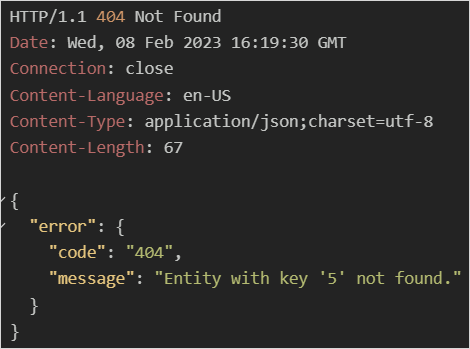 HTTP/1.1 404 Not Found
Date: Wed, 08 Feb 2023 16:19:30 GMT
Connection: close
Content-Language: en-US
Content-Type: application/json;charset=utf-8
Content-Length: 67

{
  "error": {
    "code": "404",
    "message": "Entity with key '5' not found."
  }
}